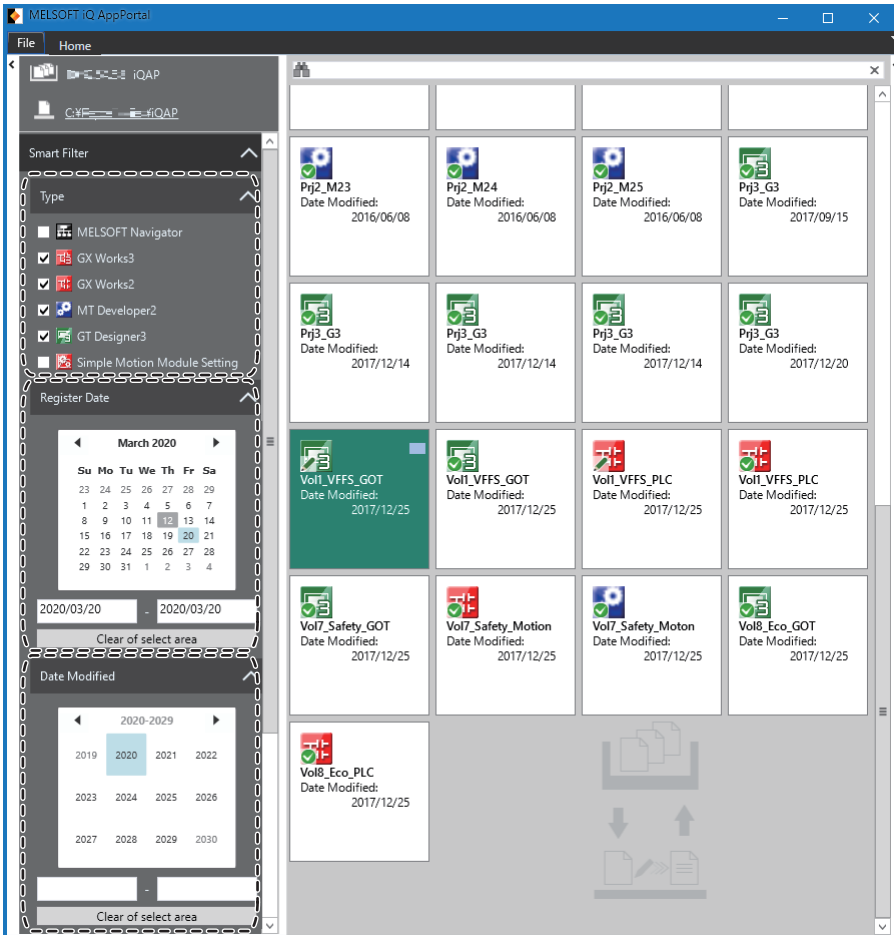 MELSOFT iQ AppPortal
File
Home
iQAP
iQAP
Smart Filter
Type
MELSOFT Navigator
GX Works3
GX Works2
MT Developer2
GT Designer3
Simple Motion Module Setting
Register Date
March 2020
Su Mo Tu We Th Fr Sa
23 24 25 26 27 28 29
1 2 3 4 5 6 7
8 9 10 11 12 13 14
15 16 17 18 19 20 21
22 23 24 25 26 27 28
29 30 31 1 2 3 4
2020/03/20 - 2020/03/20
Clear of select area
Date Modified
2020-2029
2019 2020 2021 2022
2023 2024 2025 2026
2027 2028 2029 2030
-
Clear of select area
Prj2_M23
Date Modified:
2016/06/08
Prj2_M24
Date Modified:
2016/06/08
Prj2_M25
Date Modified:
2016/06/08
Prj3_G3
Date Modified:
2017/09/15
Prj3_G3
Date Modified:
2017/12/14
Prj3_G3
Date Modified:
2017/12/14
Prj3_G3
Date Modified:
2017/12/14
Prj3_G3
Date Modified:
2017/12/20
Vol1_VFFS_GOT
Date Modified:
2017/12/25
Vol1_VFFS_GOT
Date Modified:
2017/12/25
Vol1_VFFS_PLC
Date Modified:
2017/12/25
Vol1_VFFS_PLC
Date Modified:
2017/12/25
Vol7_Safety_GOT
Date Modified:
2017/12/25
Vol7_Safety_Motion
Date Modified:
2017/12/25
Vol7_Safety_Moton
Date Modified:
2017/12/25
Vol8_Eco_GOT
Date Modified:
2017/12/25
Vol8_Eco_PLC
Date Modified:
2017/12/25